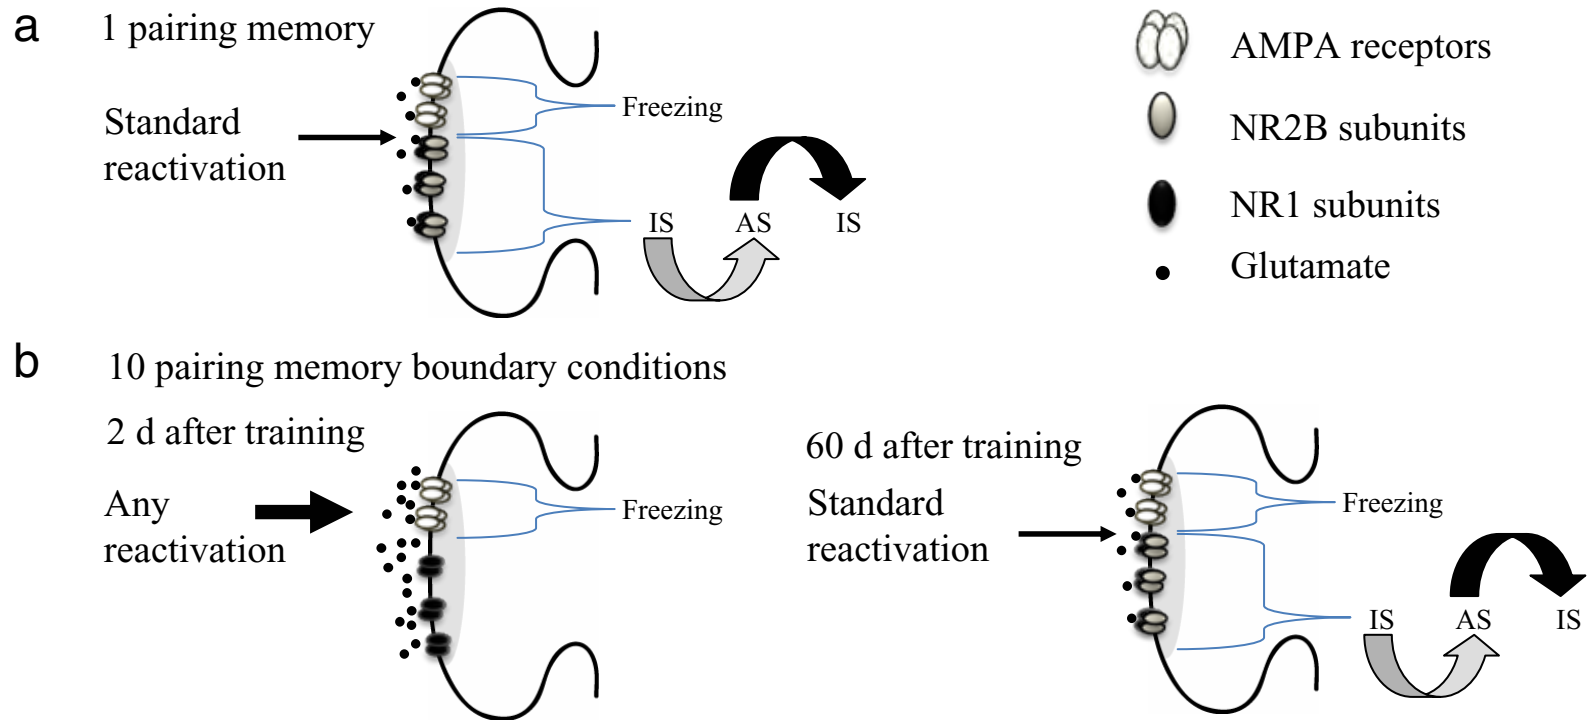 a
1 pairing memory
Standard
reactivation
Freezing
IS AS IS
AMPA receptors
NR2B subunits
NR1 subunits
Glutamate
b
10 pairing memory boundary conditions
2 d after training
Any
reactivation
Freezing
60 d after training
Standard
reactivation
Freezing
IS AS IS